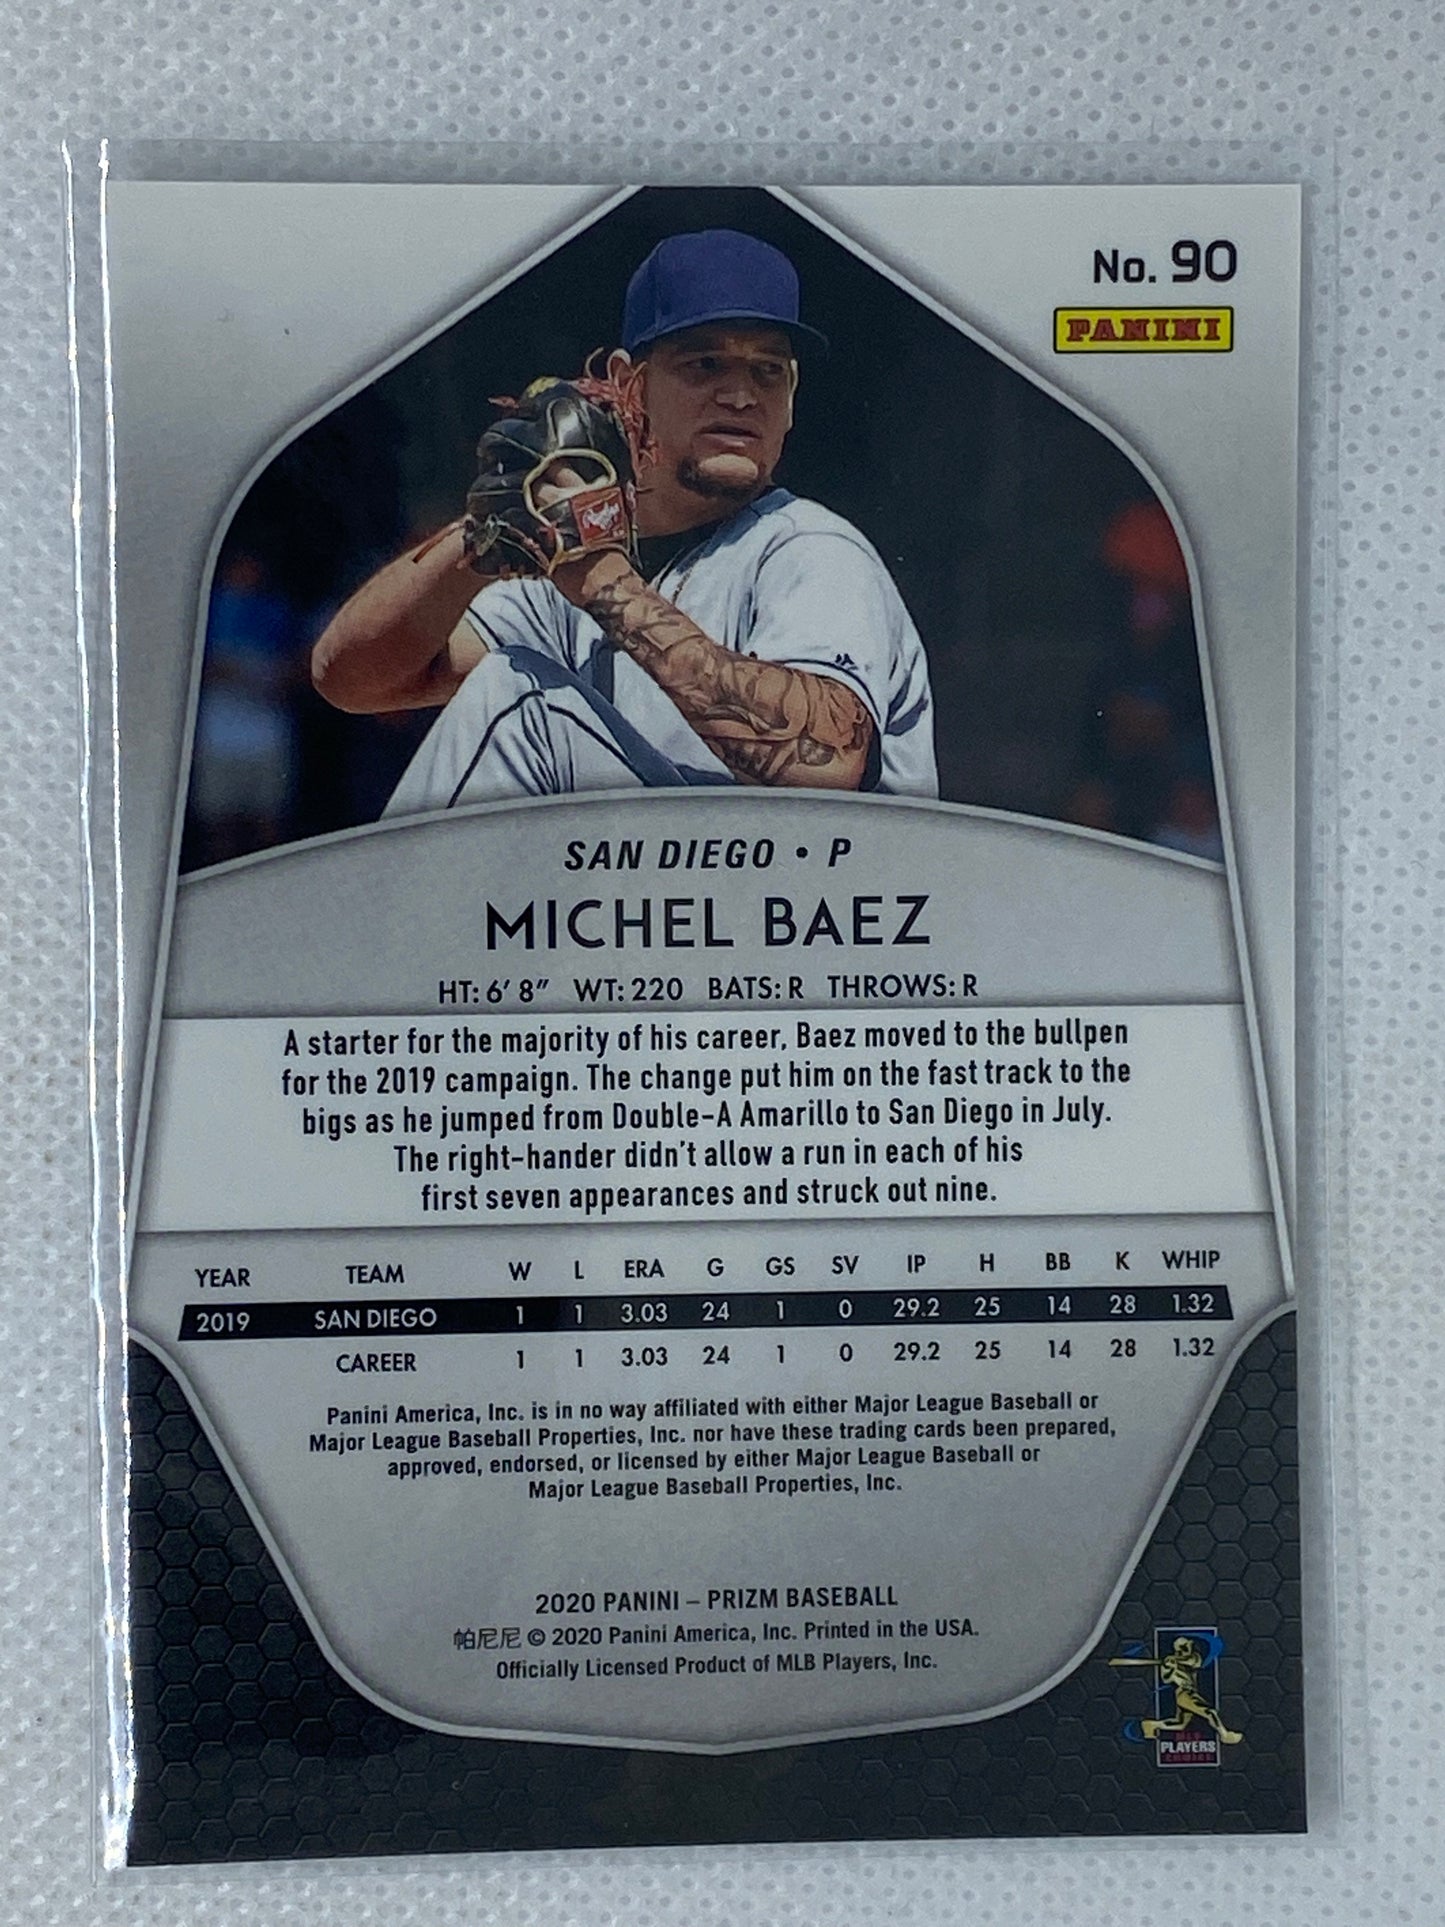 No. 90
PANINI
Rawlings
SAN DIEGO • P
MICHEL BAEZ
HT: 6' 8" WT: 220 BATS: R THROWS: R
A starter for the majority of his career, Baez moved to the bullpen
for the 2019 campaign. The change put him on the fast track to the
bigs as he jumped from Double-A Amarillo to San Diego in July.
The right-hander didn't allow a run in each of his
first seven appearances and struck out nine.
YEAR TEAM W L ERA G GS SV IP H BB K WHIP
2019 SAN DIEGO 1 1 3.03 24 1 0 29.2 25 14 28 1.32
CAREER 1 1 3.03 24 1 0 29.2 25 14 28 1.32
Panini America, Inc. is in no way affiliated with either Major League Baseball or
Major League Baseball Properties, Inc. nor have these trading cards been prepared,
approved, endorsed, or licensed by either Major League Baseball or
Major League Baseball Properties, Inc.
2020 PANINI – PRIZM BASEBALL
帕尼尼 © 2020 Panini America, Inc. Printed in the USA.
Officially Licensed Product of MLB Players, Inc.
MLB
PLAYERS
CHOICE